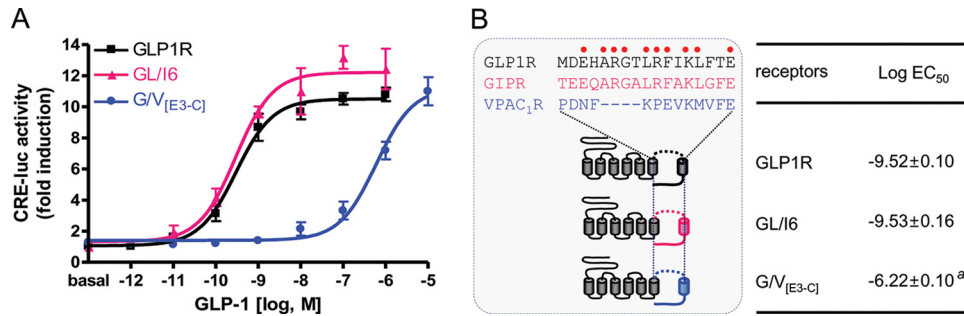 A
CRE-luc activity
(fold induction)
14
12
10
8
6
4
2
0
GLP1R
GL/I6
G/V[E3-C]
basal -12 -11 -10 -9 -8 -7 -6 -5
GLP-1 [log, M]
B
GLP1R MDEHARGTLRFIKLFTE
GIPR TEEQARGALRFAKLGFE
VPAC1R PDNF----KPEVKMVFE
receptors Log EC50
GLP1R -9.52±0.10
GL/I6 -9.53±0.16
G/V[E3-C] -6.22±0.10a